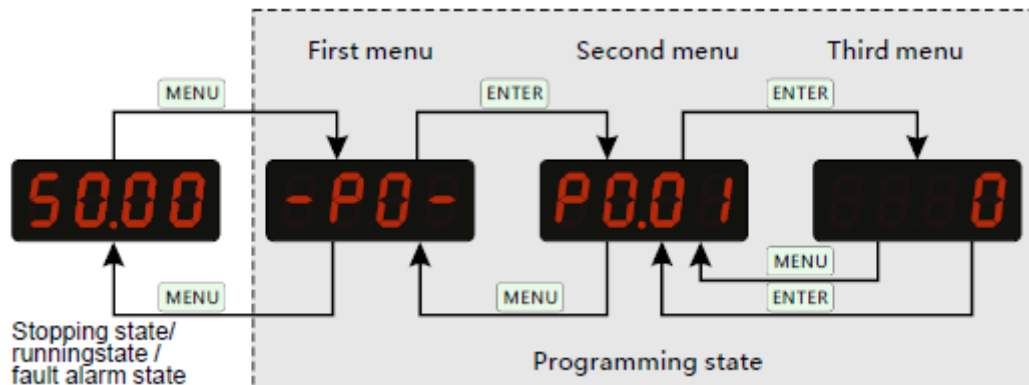 First menu
Second menu
Third menu
MENU
ENTER
ENTER
50.00
-P0-
P0.01
0
MENU
MENU
MENU
ENTER
Stopping state/
runningstate /
fault alarm state
Programming state